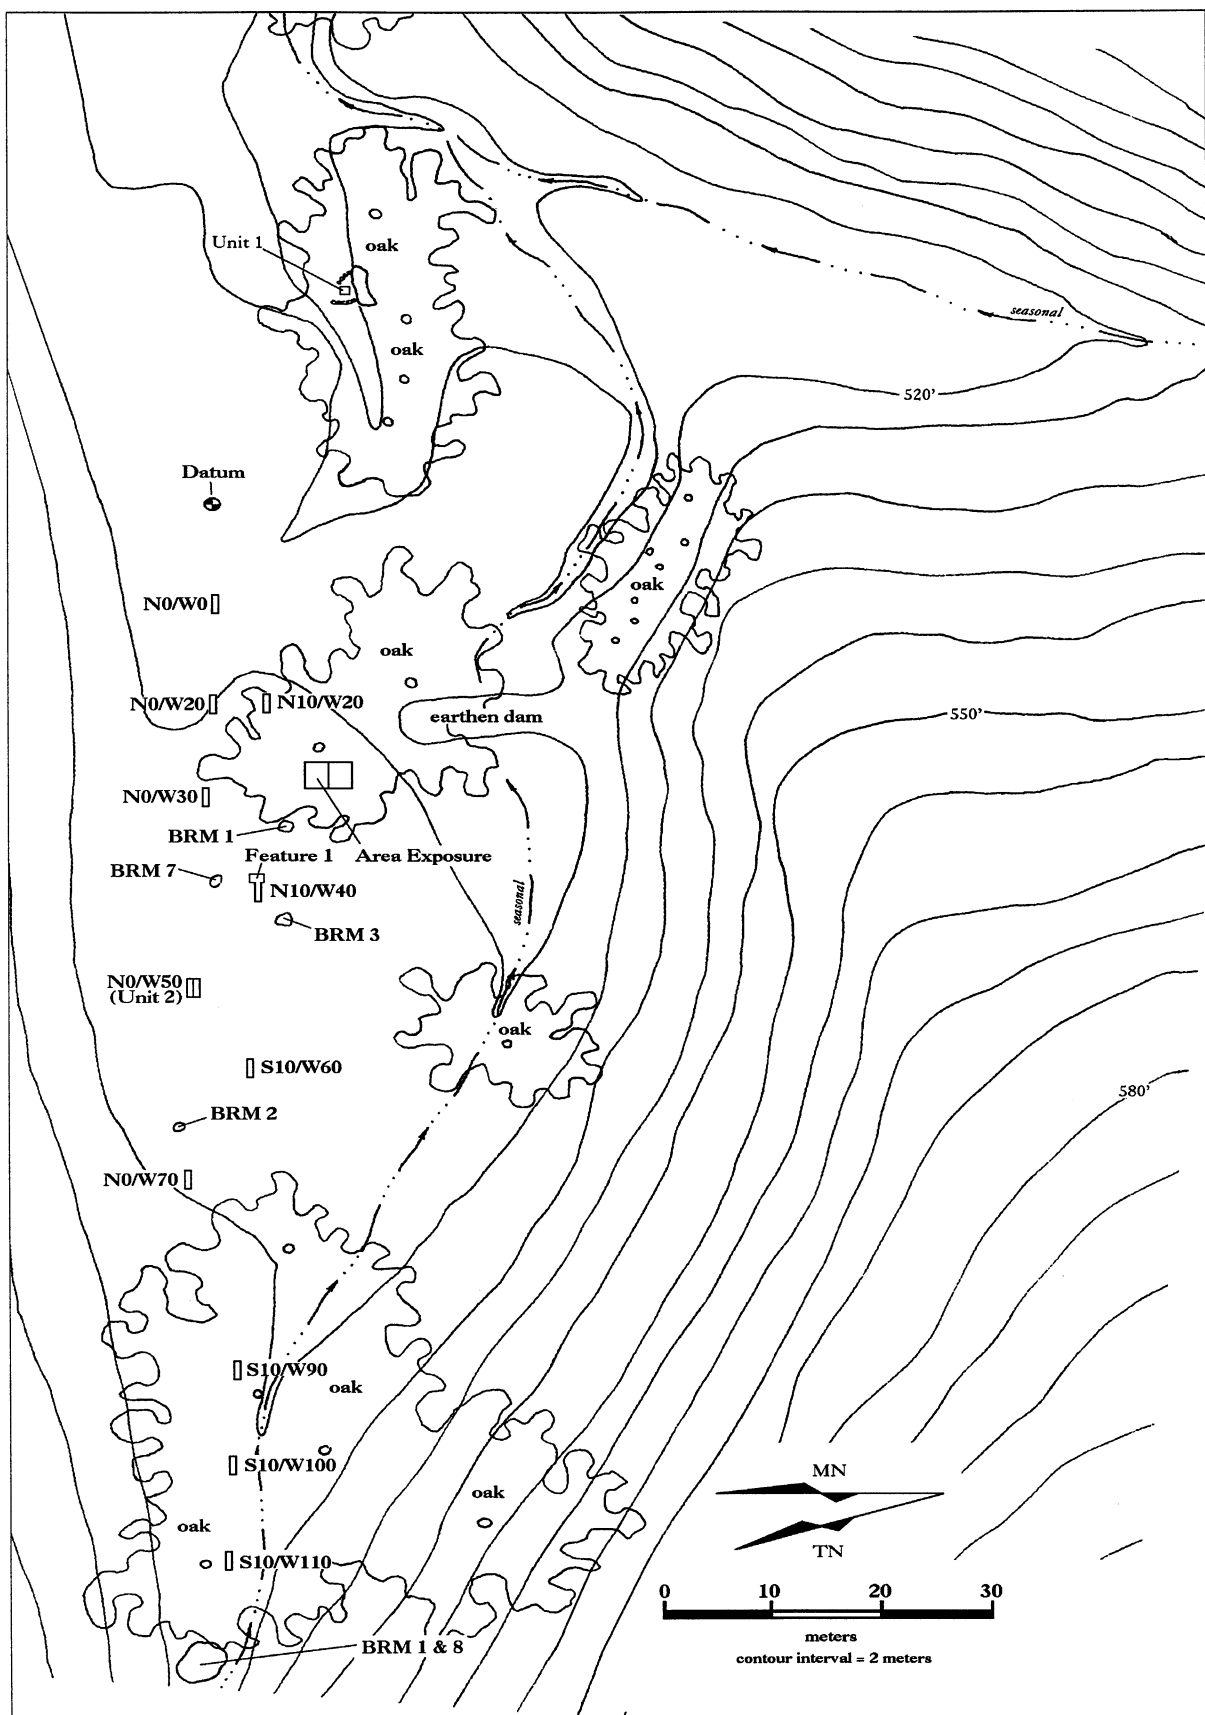 Unit 1
oak
seasonal
oak
520'
Datum
oak
N0/W0
oak
N0/W20
N10/W20
earthen dam
550'
N0/W30
BRM 1
Feature 1
Area Exposure
BRM 7
N10/W40
seasonal
BRM 3
N0/W50
(Unit 2)
oak
S10/W60
580'
BRM 2
N0/W70
S10/W90
oak
S10/W100
MN
oak
oak
TN
S10/W110
0 10 20 30
BRM 1 & 8
meters
contour interval = 2 meters